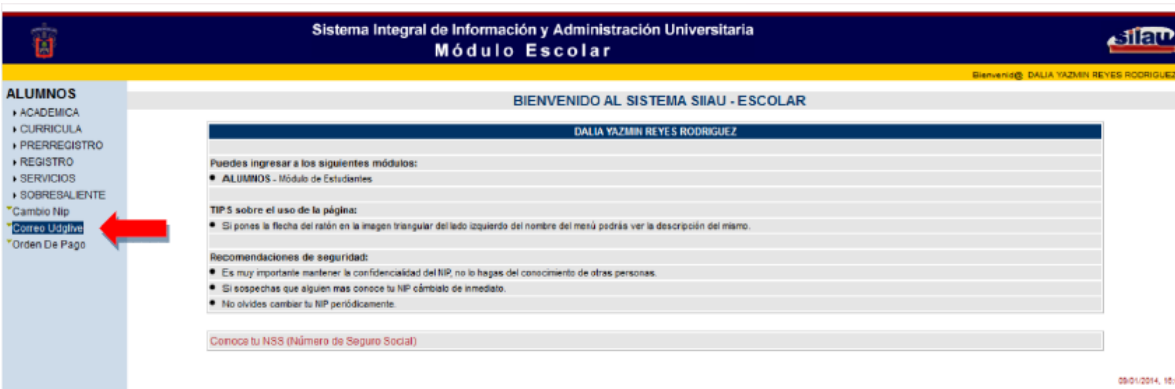 Sistema Integral de Información y Administración Universitaria
Módulo Escolar
siiau
Bienvenid@ DALIA YAZMIN REYES RODRIGUEZ
ALUMNOS
ACADEMICA
CURRICULA
PRERREGISTRO
REGISTRO
SERVICIOS
SOBRESALIENTE
Cambio Nip
Correo Udglive
Orden De Pago
BIENVENIDO AL SISTEMA SIIAU - ESCOLAR
DALIA YAZMIN REYES RODRIGUEZ
Puedes ingresar a los siguientes módulos:
ALUMNOS - Módulo de Estudiantes
TIPS sobre el uso de la página:
Si pones la flecha del ratón en la imagen triangular del lado izquierdo del nombre del menú podrás ver la descripción del mismo.
Recomendaciones de seguridad:
Es muy importante mantener la confidencialidad del NIP, no lo hagas del conocimiento de otras personas.
Si sospechas que alguien mas conoce tu NIP cámbialo de inmediato.
No olvides cambiar tu NIP periódicamente.
Conoce tu NSS (Número de Seguro Social)
09/01/2014, 18: